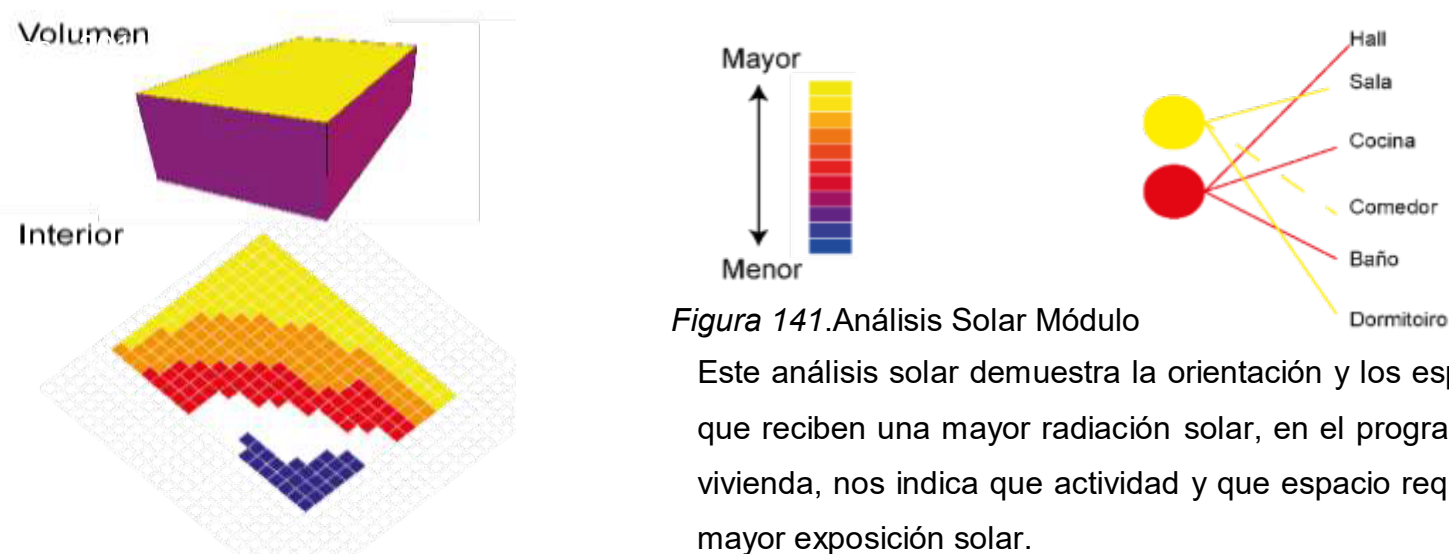 Volumen
Interior
Mayor
Menor
Hall
Sala
Cocina
Comedor
Baño
Dormitoiro
Figura 141.Análisis Solar Módulo
Este análisis solar demuestra la orientación y los esp
que reciben una mayor radiación solar, en el progra
vivienda, nos indica que actividad y que espacio req
mayor exposición solar.